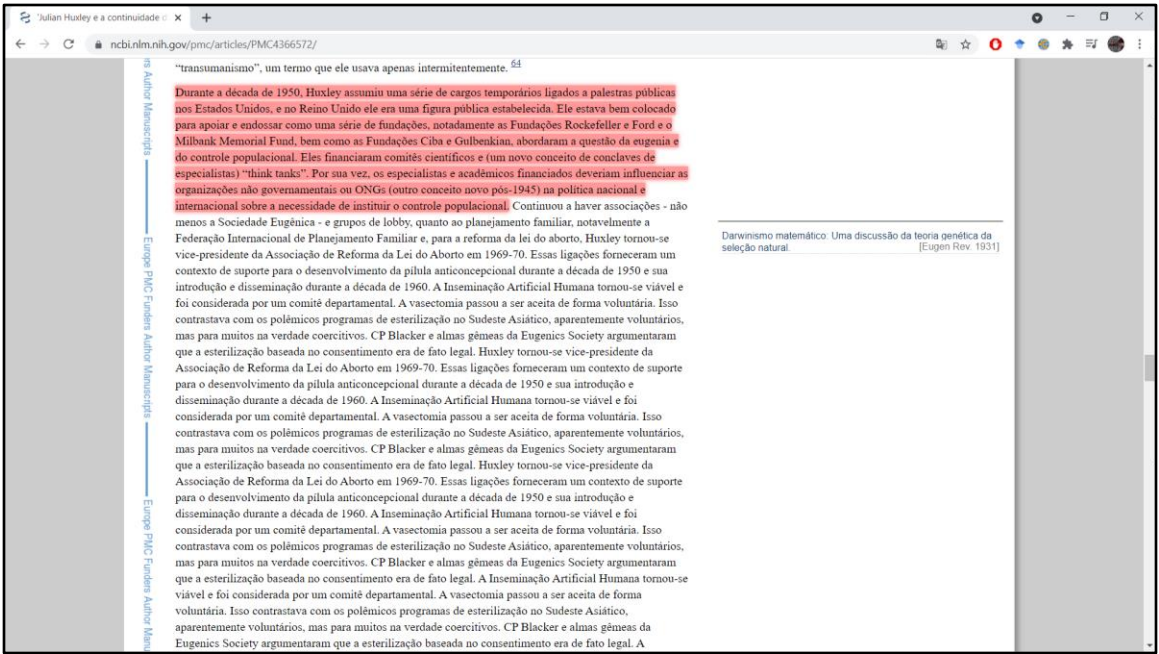 'Julian Huxley e a continuidade d
ncbi.nlm.nih.gov/pmc/articles/PMC4366572/
"transumanismo", um termo que ele usava apenas intermitentemente. 64
Durante a década de 1950, Huxley assumiu uma série de cargos temporários ligados a palestras públicas
nos Estados Unidos, e no Reino Unido ele era uma figura pública estabelecida. Ele estava bem colocado
para apoiar e endossar como uma série de fundações, notadamente as Fundações Rockefeller e Ford e o
Milbank Memorial Fund, bem como as Fundações Ciba e Gulbenkian, abordaram a questão da eugenia e
do controle populacional. Eles financiaram comitês científicos e (um novo conceito de conclaves de
especialistas) "think tanks". Por sua vez, os especialistas e acadêmicos financiados deveriam influenciar as
organizações não governamentais ou ONGs (outro conceito novo pós-1945) na política nacional e
internacional sobre a necessidade de instituir o controle populacional. Continuou a haver associações - não
menos a Sociedade Eugênica - e grupos de lobby, quanto ao planejamento familiar, notavelmente a
Federação Internacional de Planejamento Familiar e, para a reforma da lei do aborto, Huxley tornou-se
vice-presidente da Associação de Reforma da Lei do Aborto em 1969-70. Essas ligações forneceram um
contexto de suporte para o desenvolvimento da pílula anticoncepcional durante a década de 1950 e sua
introdução e disseminação durante a década de 1960. A Inseminação Artificial Humana tornou-se viável e
foi considerada por um comitê departamental. A vasectomia passou a ser aceita de forma voluntária. Isso
contrastava com os polêmicos programas de esterilização no Sudeste Asiático, aparentemente voluntários,
mas para muitos na verdade coercitivos. CP Blacker e almas gêmeas da Eugenics Society argumentaram
que a esterilização baseada no consentimento era de fato legal. Huxley tornou-se vice-presidente da
Associação de Reforma da Lei do Aborto em 1969-70. Essas ligações forneceram um contexto de suporte
para o desenvolvimento da pílula anticoncepcional durante a década de 1950 e sua introdução e
disseminação durante a década de 1960. A Inseminação Artificial Humana tornou-se viável e foi
considerada por um comitê departamental. A vasectomia passou a ser aceita de forma voluntária. Isso
contrastava com os polêmicos programas de esterilização no Sudeste Asiático, aparentemente voluntários,
mas para muitos na verdade coercitivos. CP Blacker e almas gêmeas da Eugenics Society argumentaram
que a esterilização baseada no consentimento era de fato legal. Huxley tornou-se vice-presidente da
Associação de Reforma da Lei do Aborto em 1969-70. Essas ligações forneceram um contexto de suporte
para o desenvolvimento da pílula anticoncepcional durante a década de 1950 e sua introdução e
disseminação durante a década de 1960. A Inseminação Artificial Humana tornou-se viável e foi
considerada por um comitê departamental. A vasectomia passou a ser aceita de forma voluntária. Isso
contrastava com os polêmicos programas de esterilização no Sudeste Asiático, aparentemente voluntários,
mas para muitos na verdade coercitivos. CP Blacker e almas gêmeas da Eugenics Society argumentaram
que a esterilização baseada no consentimento era de fato legal. A Inseminação Artificial Humana tornou-se
viável e foi considerada por um comitê departamental. A vasectomia passou a ser aceita de forma
voluntária. Isso contrastava com os polêmicos programas de esterilização no Sudeste Asiático,
aparentemente voluntários, mas para muitos na verdade coercitivos. CP Blacker e almas gêmeas da
Eugenics Society argumentaram que a esterilização baseada no consentimento era de fato legal. A
Darwinismo matemático: Uma discussão da teoria genética da
seleção natural. [Eugen Rev. 1931]
rs Author Manuscripts
Europe PMC Funders Author Manuscripts
Europe PMC Funders Author Manu